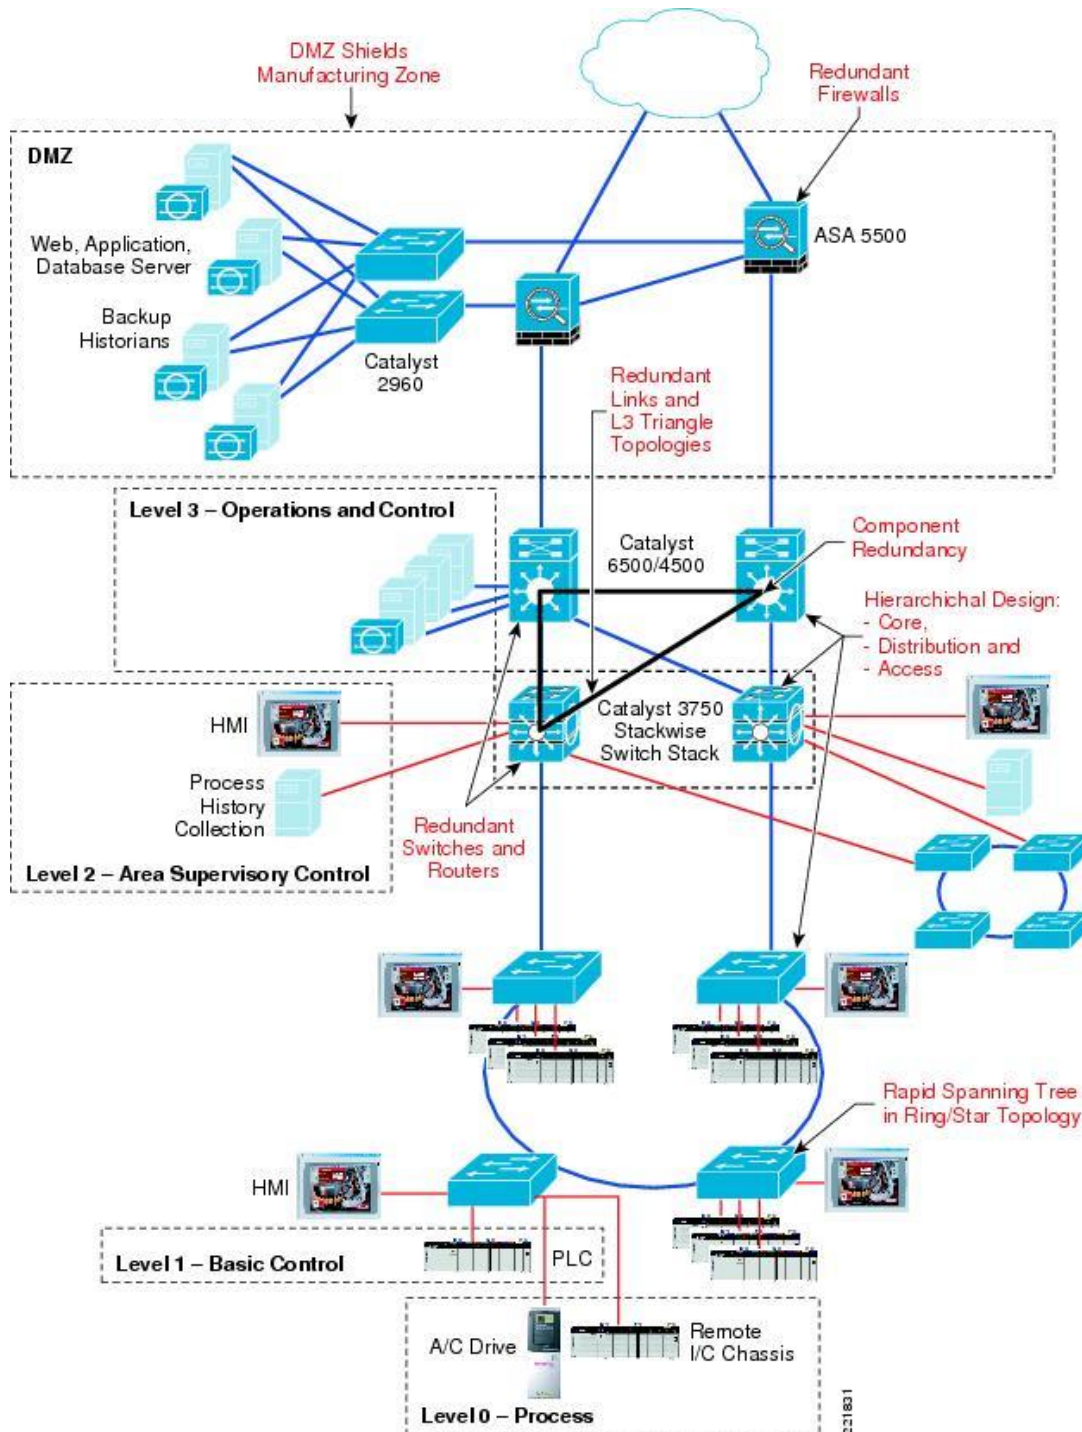 DMZ Shields
Manufacturing Zone
Redundant
Firewalls
DMZ
ASA 5500
Web, Application,
Database Server
Backup
Historians
Catalyst
2960
Redundant
Links and
L3 Triangle
Topologies
Level 3 – Operations and Control
Catalyst
6500/4500
Component
Redundancy
Hierarchichal Design:
- Core,
- Distribution and
- Access
HMI
Catalyst 3750
Stackwise
Switch Stack
Process
History
Collection
Redundant
Switches and
Routers
Level 2 – Area Supervisory Control
Rapid Spanning Tree
in Ring/Star Topology
HMI
Level 1 – Basic Control
PLC
A/C Drive
Remote
I/C Chassis
Level 0 – Process
221831